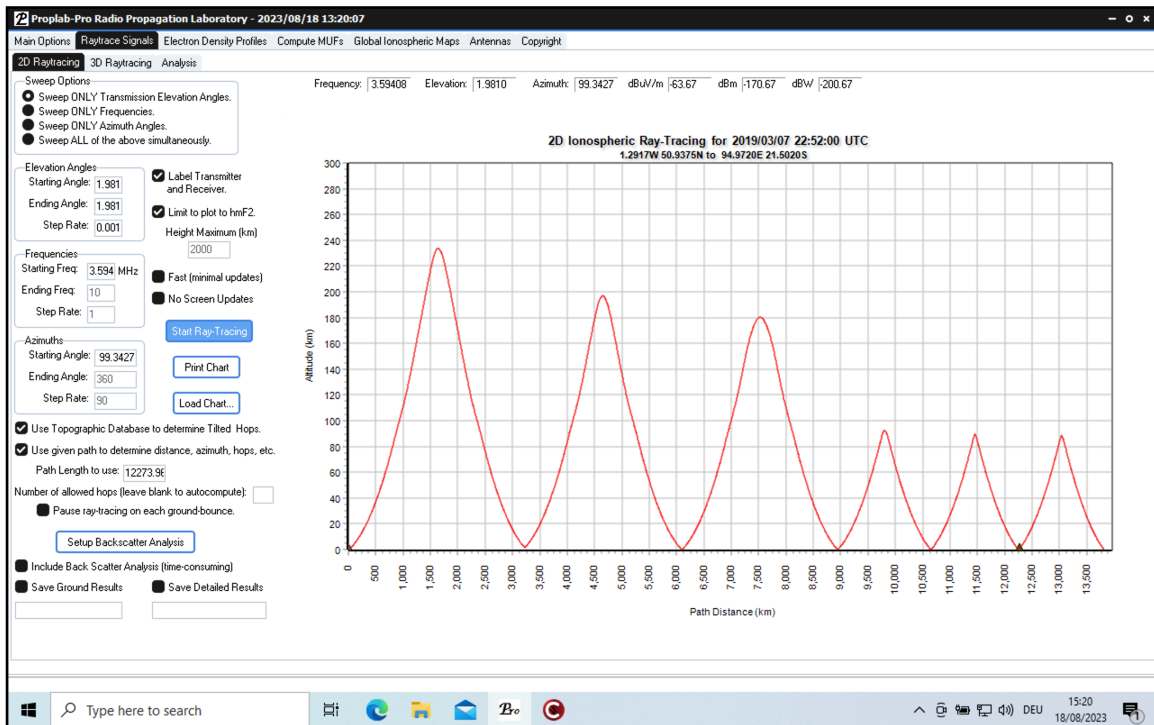 Proplab-Pro Radio Propagation Laboratory - 2023/08/18 13:20:07
Main Options Raytrace Signals Electron Density Profiles Compute MUFs Global Ionospheric Maps Antennas Copyright
2D Raytracing 3D Raytracing Analysis
Sweep Options
Sweep ONLY Transmission Elevation Angles.
Sweep ONLY Frequencies.
Sweep ONLY Azimuth Angles.
Sweep ALL of the above simultaneously.
Elevation Angles
Starting Angle: 1.981
Ending Angle: 1.981
Step Rate: 0.001
Label Transmitter
and Receiver.
Limit to plot to hmF2.
Height Maximum (km)
2000
Frequencies
Starting Freq: 3.594 MHz
Ending Freq: 10
Step Rate: 1
Fast (minimal updates)
No Screen Updates
Start Ray-Tracing
Azimuths
Starting Angle: 99.3427
Ending Angle: 360
Step Rate: 90
Print Chart
Load Chart...
Use Topographic Database to determine Tilted Hops.
Use given path to determine distance, azimuth, hops, etc.
Path Length to use: 12273.96
Number of allowed hops (leave blank to autocompute):
Pause ray-tracing on each ground-bounce.
Setup Backscatter Analysis
Include Back Scatter Analysis (time-consuming)
Save Ground Results Save Detailed Results
Frequency: 3.59408 Elevation: 1.9810 Azimuth: 99.3427 dBuV/m -63.67 dBm -170.67 dBW -200.67
2D Ionospheric Ray-Tracing for 2019/03/07 22:52:00 UTC
1.2917W 50.9375N to 94.9720E 21.5020S
300
280
260
240
220
200
180
160
140
120
100
80
60
40
20
0
Altitude (km)
0 500 1,000 1,500 2,000 2,500 3,000 3,500 4,000 4,500 5,000 5,500 6,000 6,500 7,000 7,500 8,000 8,500 9,000 9,500 10,000 10,500 11,000 11,500 12,000 12,500 13,000 13,500
Path Distance (km)
Type here to search
Pro
DEU
15:20
18/08/2023
1